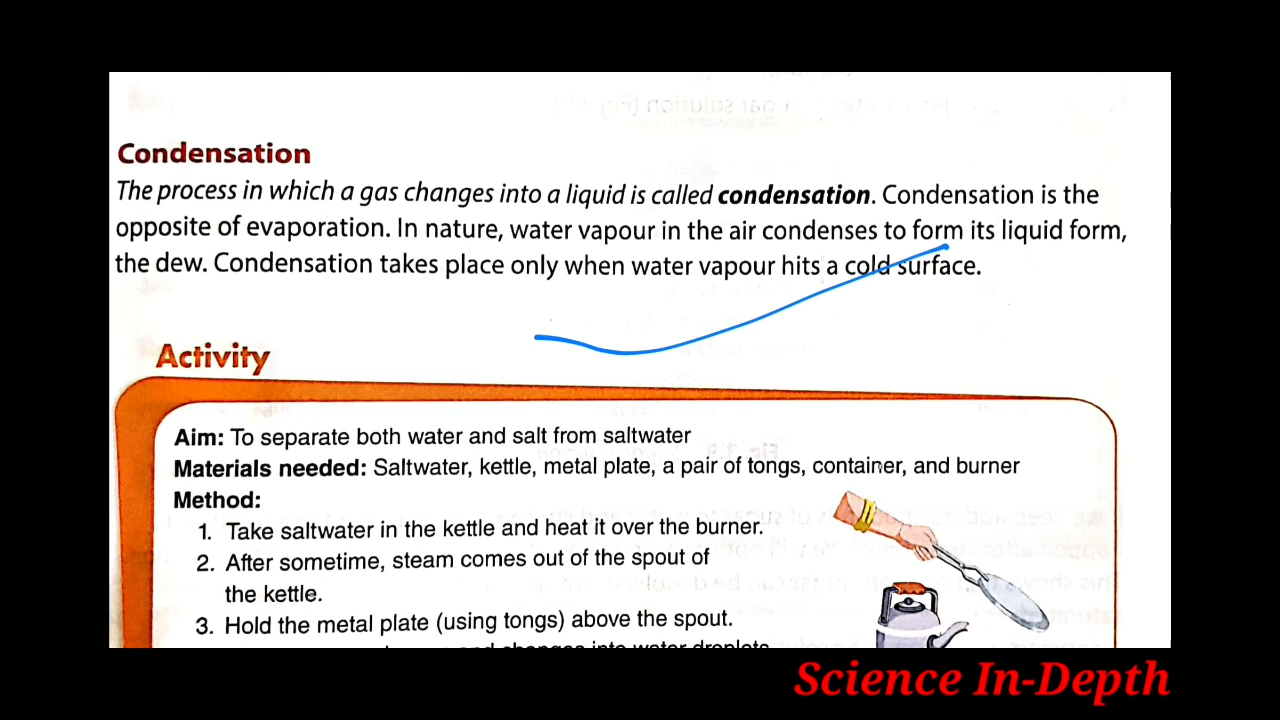 Condensation
The process in which a gas changes into a liquid is called condensation. Condensation is the
opposite of evaporation. In nature, water vapour in the air condenses to form its liquid form,
the dew. Condensation takes place only when water vapour hits a cold surface.
Activity
Aim: To separate both water and salt from saltwater
Materials needed: Saltwater, kettle, metal plate, a pair of tongs, container, and burner
Method:
1. Take saltwater in the kettle and heat it over the burner.
2. After sometime, steam comes out of the spout of
the kettle.
3. Hold the metal plate (using tongs) above the spout.
and changes into water droplets
Science In-Depth